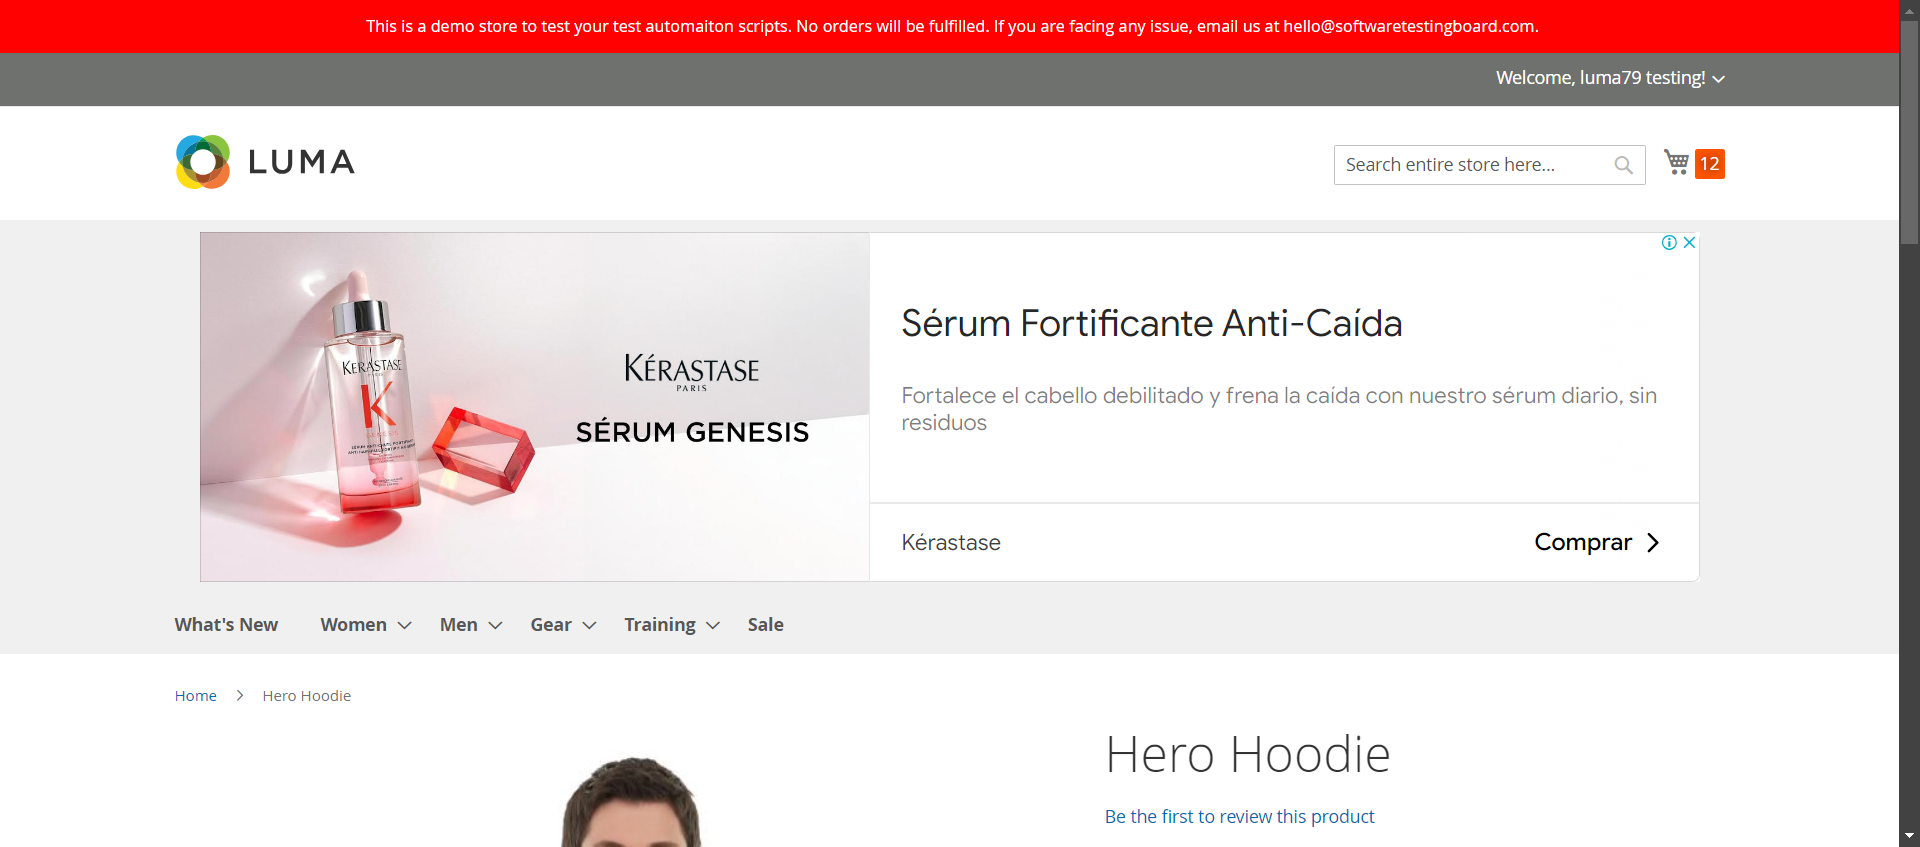 This is a demo store to test your test automaiton scripts. No orders will be fulfilled. If you are facing any issue, email us at hello@softwaretestingboard.com.
Welcome, luma79 testing!
LUMA
Search entire store here...
12
KÉRASTASE
PARIS
K
GENESIS
KÉRASTASE
PARIS
SÉRUM GENESIS
Sérum Fortificante Anti-Caída
Fortalece el cabello debilitado y frena la caída con nuestro sérum diario, sin
residuos
Kérastase
Comprar
What's New
Women
Men
Gear
Training
Sale
Home
Hero Hoodie
Hero Hoodie
Be the first to review this product